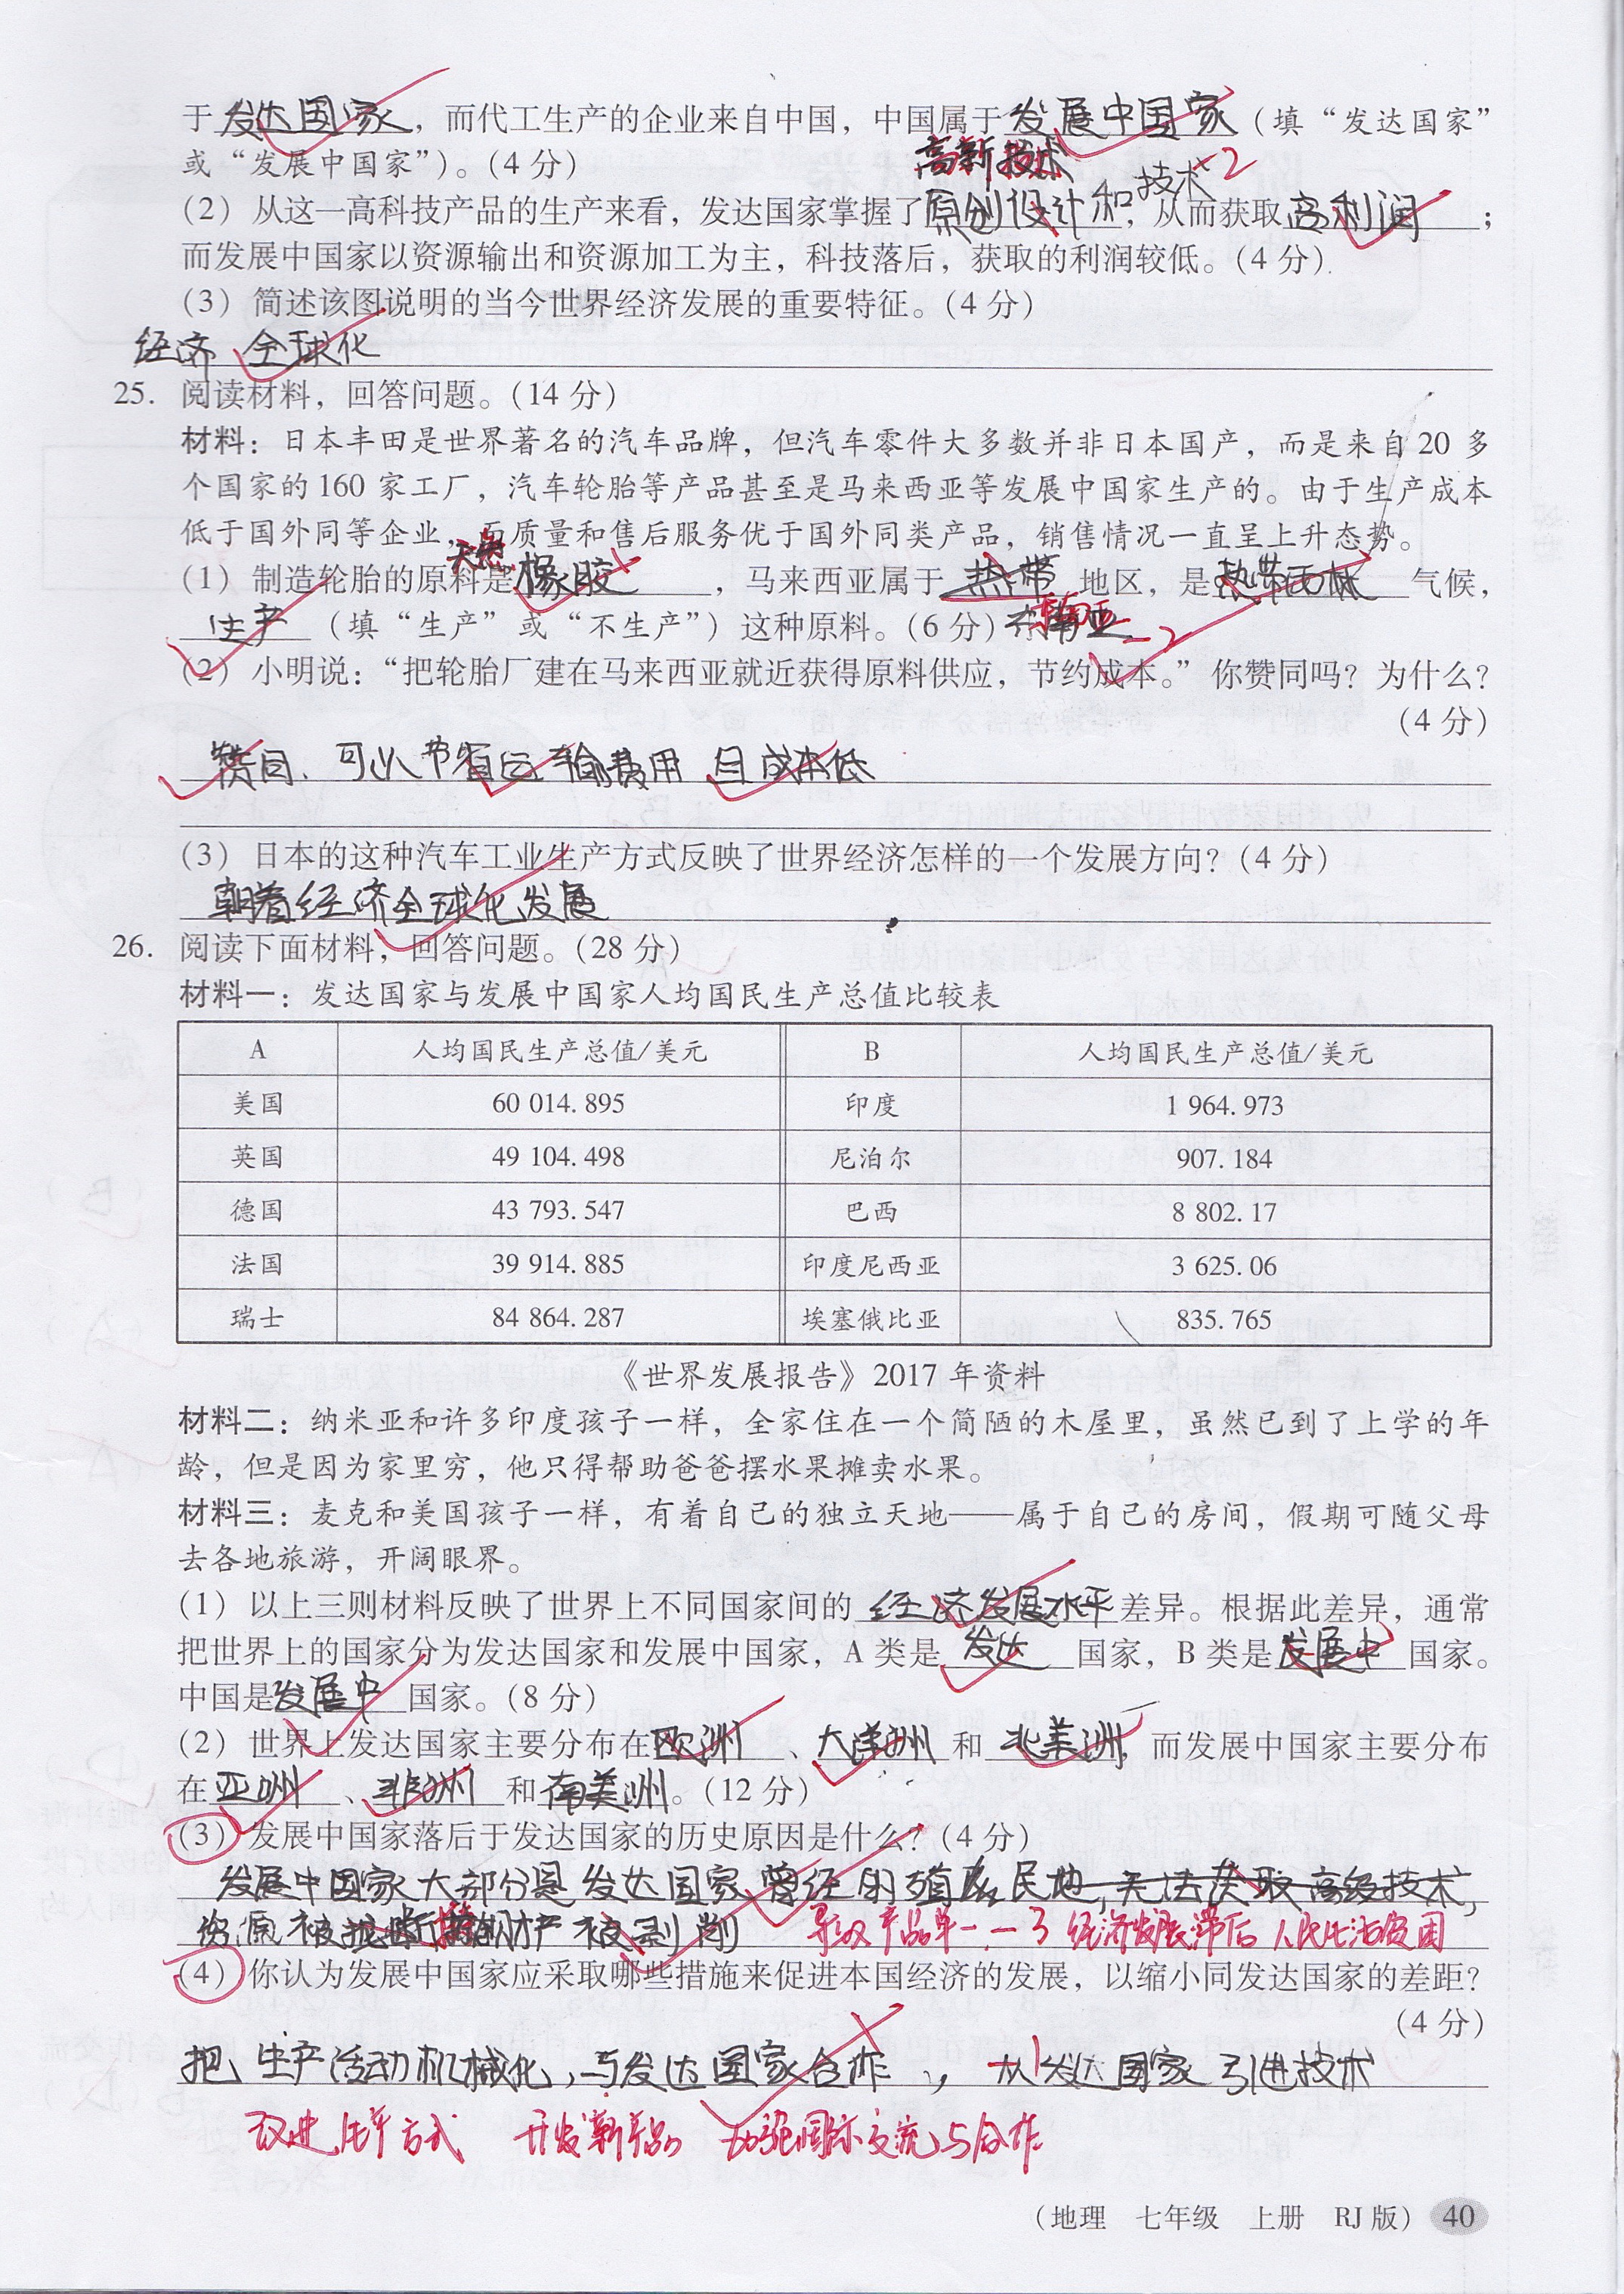 于发达国家，而代工生产的企业来自中国，中国属于发展中国家（填“发达国家”
或“发展中国家”）。（4 分）
高新技术
-2
（2）从这一高科技产品的生产来看，发达国家掌握了原创设计和技术，从而获取高利润；
而发展中国家以资源输出和资源加工为主，科技落后，获取的利润较低。（4 分）
（3）简述该图说明的当今世界经济发展的重要特征。（4 分）
经济 全球化
25. 阅读材料，回答问题。（14 分）
材料：日本丰田是世界著名的汽车品牌，但汽车零件大多数并非日本国产，而是来自 20 多
个国家的 160 家工厂，汽车轮胎等产品甚至是马来西亚等发展中国家生产的。由于生产成本
低于国外同等企业，而质量和售后服务优于国外同类产品，销售情况一直呈上升态势。
天然
（1）制造轮胎的原料是橡胶，马来西亚属于热带地区，是热带雨林气候，
生产（填“生产”或“不生产”）这种原料。（6 分）东南亚 -2
（2）小明说：“把轮胎厂建在马来西亚就近获得原料供应，节约成本。”你赞同吗？为什么？
（4 分）
赞同、可以节省运输费用 且成本低
（3）日本的这种汽车工业生产方式反映了世界经济怎样的一个发展方向？（4 分）
朝着经济全球化发展
26. 阅读下面材料，回答问题。（28 分）
材料一：发达国家与发展中国家人均国民生产总值比较表
A 人均国民生产总值/美元 B 人均国民生产总值/美元
美国 60 014.895 印度 1 964.973
英国 49 104.498 尼泊尔 907.184
德国 43 793.547 巴西 8 802.17
法国 39 914.885 印度尼西亚 3 625.06
瑞士 84 864.287 埃塞俄比亚 835.765
《世界发展报告》2017 年资料
材料二：纳米亚和许多印度孩子一样，全家住在一个简陋的木屋里，虽然已到了上学的年
龄，但是因为家里穷，他只得帮助爸爸摆水果摊卖水果。
材料三：麦克和美国孩子一样，有着自己的独立天地——属于自己的房间，假期可随父母
去各地旅游，开阔眼界。
（1）以上三则材料反映了世界上不同国家间的经济发展水平差异。根据此差异，通常
把世界上的国家分为发达国家和发展中国家，A 类是发达国家，B 类是发展中国家。
中国是发展中国家。（8 分）
（2）世界上发达国家主要分布在欧洲、大洋洲和北美洲，而发展中国家主要分布
在亚洲、非洲和南美洲。（12 分）
（3）发展中国家落后于发达国家的历史原因是什么？（4 分）
发展中国家大部分是发达国家曾经的殖民地，无法获取高级技术，
资源被 财产被剥削 导致产品单一 经济发展滞后 人民生活贫困
（4）你认为发展中国家应采取哪些措施来促进本国经济的发展，以缩小同发达国家的差距？
（4 分）
把生产活动机械化，与发达国家合作，从发达国家引进技术
改进生产方式 开发新产品 加强国际交流与合作
（地理 七年级 上册 RJ 版） 40